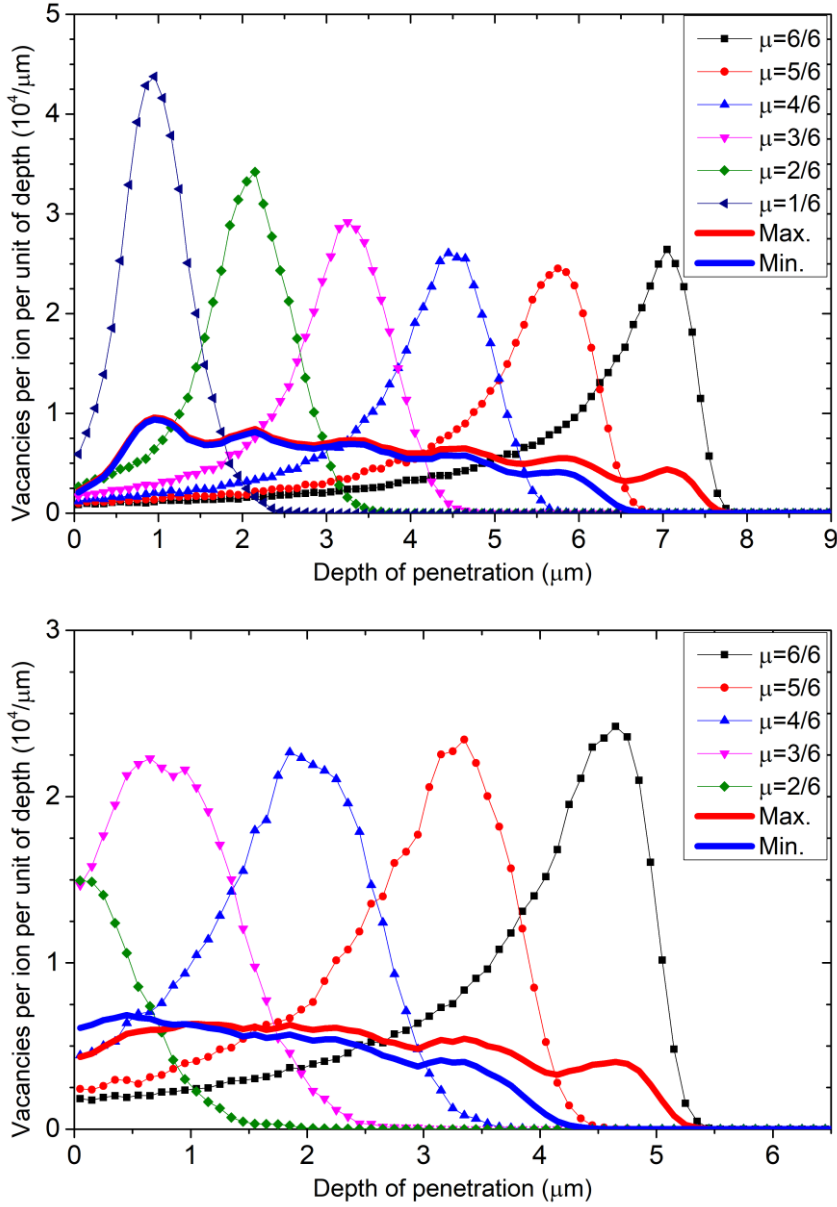 μ=6/6
μ=5/6
μ=4/6
μ=3/6
μ=2/6
μ=1/6
Max.
Min.
Vacancies per ion per unit of depth (10⁴/μm)
5
4
3
2
1
0
0 1 2 3 4 5 6 7 8 9
Depth of penetration (μm)
μ=6/6
μ=5/6
μ=4/6
μ=3/6
μ=2/6
Max.
Min.
Vacancies per ion per unit of depth (10⁴/μm)
3
2
1
0
0 1 2 3 4 5 6
Depth of penetration (μm)